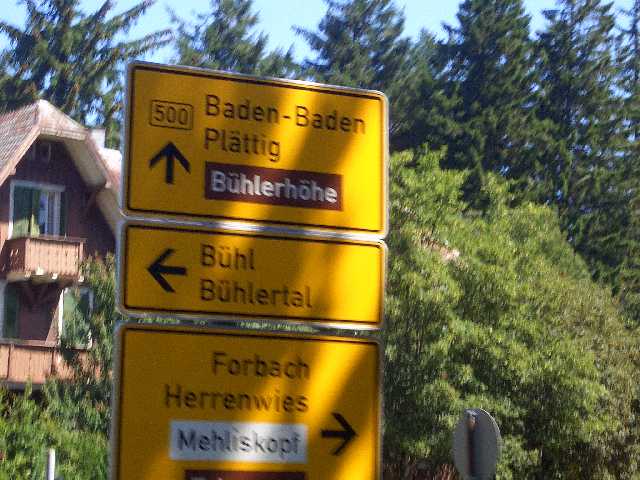 500 Baden-Baden
Plättig
Bühlerhöhe
Bühl
Bühlertal
Forbach
Herrenwies
Mehliskopf